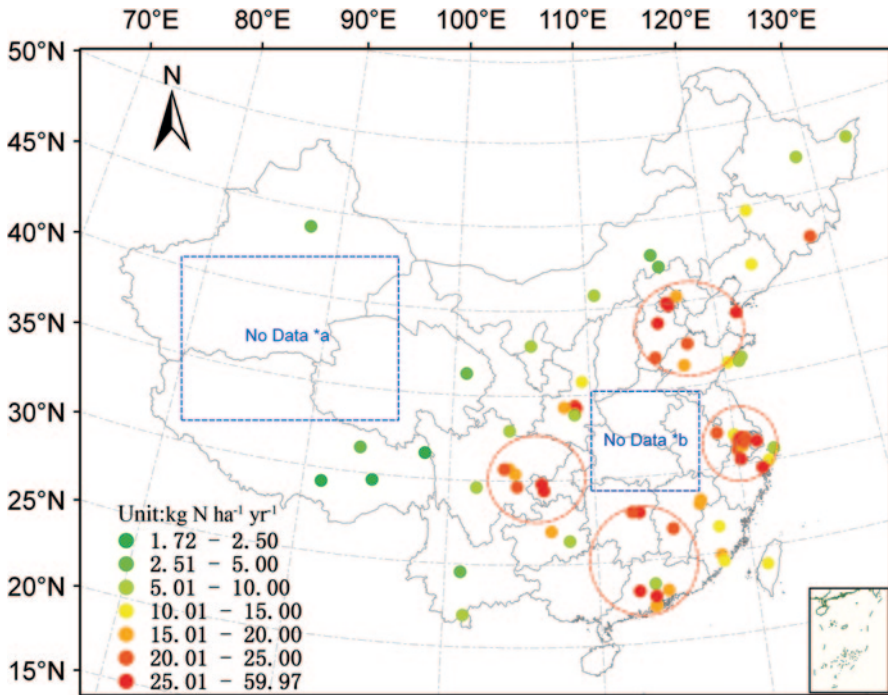 70°E 80°E 90°E 100°E 110°E 120°E 130°E
50°N
N
45°N
40°N
35°N
No Data *a
30°N
No Data *b
25°N
Unit:kg N ha⁻¹ yr⁻¹
1.72 – 2.50
2.51 – 5.00
20°N
5.01 – 10.00
10.01 – 15.00
15.01 – 20.00
20.01 – 25.00
15°N
25.01 – 59.97